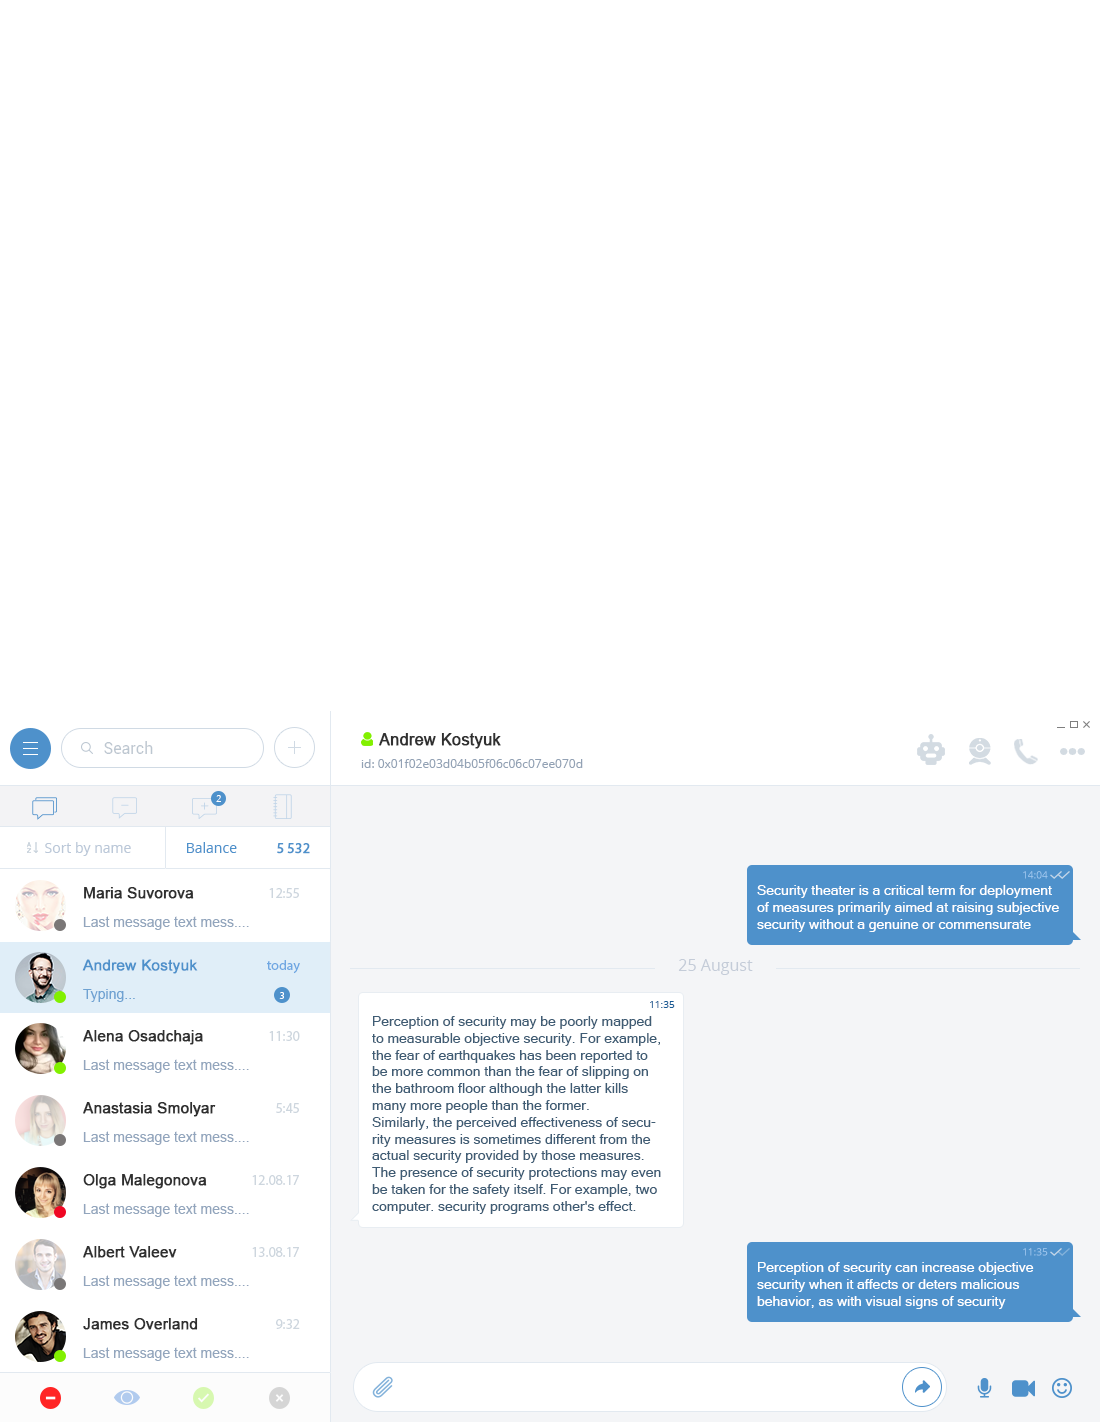 Search
2
Sort by name
Balance
5 532
Maria Suvorova
12:55
Last message text mess....
Andrew Kostyuk
today
Typing...
3
Alena Osadchaja
11:30
Last message text mess....
Anastasia Smolyar
5:45
Last message text mess....
Olga Malegonova
12.08.17
Last message text mess....
Albert Valeev
13.08.17
Last message text mess....
James Overland
9:32
Last message text mess....
Andrew Kostyuk
id: 0x01f02e03d04b05f06c06c07ee070d
14:04
Security theater is a critical term for deployment
of measures primarily aimed at raising subjective
security without a genuine or commensurate
25 August
11:35
Perception of security may be poorly mapped
to measurable objective security. For example,
the fear of earthquakes has been reported to
be more common than the fear of slipping on
the bathroom floor although the latter kills
many more people than the former.
Similarly, the perceived effectiveness of secu-
rity measures is sometimes different from the
actual security provided by those measures.
The presence of security protections may even
be taken for the safety itself. For example, two
computer. security programs other's effect.
11:35
Perception of security can increase objective
security when it affects or deters malicious
behavior, as with visual signs of security